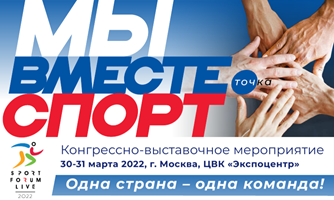 МЫ
ВМЕСТЕ
точка
СПОРТ
Конгрессно-выставочное мероприятие
30-31 марта 2022, г. Москва, ЦВК «Экспоцентр»
SPORT
FORUM
LIVE
2022
Одна страна – одна команда!